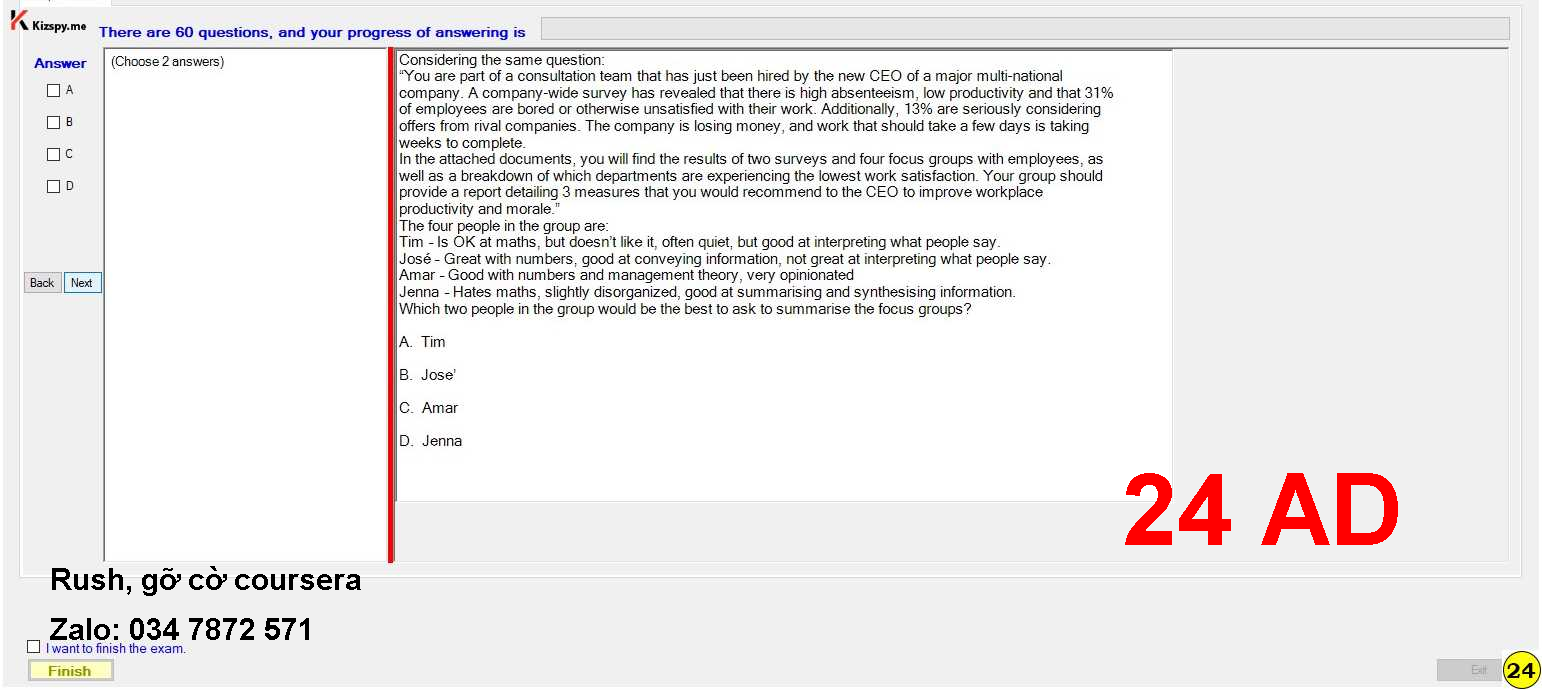 Kizspy.me
There are 60 questions, and your progress of answering is
Answer
A
B
C
D
Back Next
(Choose 2 answers)
Considering the same question:
“You are part of a consultation team that has just been hired by the new CEO of a major multi-national
company. A company-wide survey has revealed that there is high absenteeism, low productivity and that 31%
of employees are bored or otherwise unsatisfied with their work. Additionally, 13% are seriously considering
offers from rival companies. The company is losing money, and work that should take a few days is taking
weeks to complete.
In the attached documents, you will find the results of two surveys and four focus groups with employees, as
well as a breakdown of which departments are experiencing the lowest work satisfaction. Your group should
provide a report detailing 3 measures that you would recommend to the CEO to improve workplace
productivity and morale.”
The four people in the group are:
Tim - Is OK at maths, but doesn’t like it, often quiet, but good at interpreting what people say.
José - Great with numbers, good at conveying information, not great at interpreting what people say.
Amar - Good with numbers and management theory, very opinionated
Jenna - Hates maths, slightly disorganized, good at summarising and synthesising information.
Which two people in the group would be the best to ask to summarise the focus groups?
A. Tim
B. Jose’
C. Amar
D. Jenna
24 AD
Rush, gỡ cờ coursera
Zalo: 034 7872 571
I want to finish the exam.
Finish
Exit
24